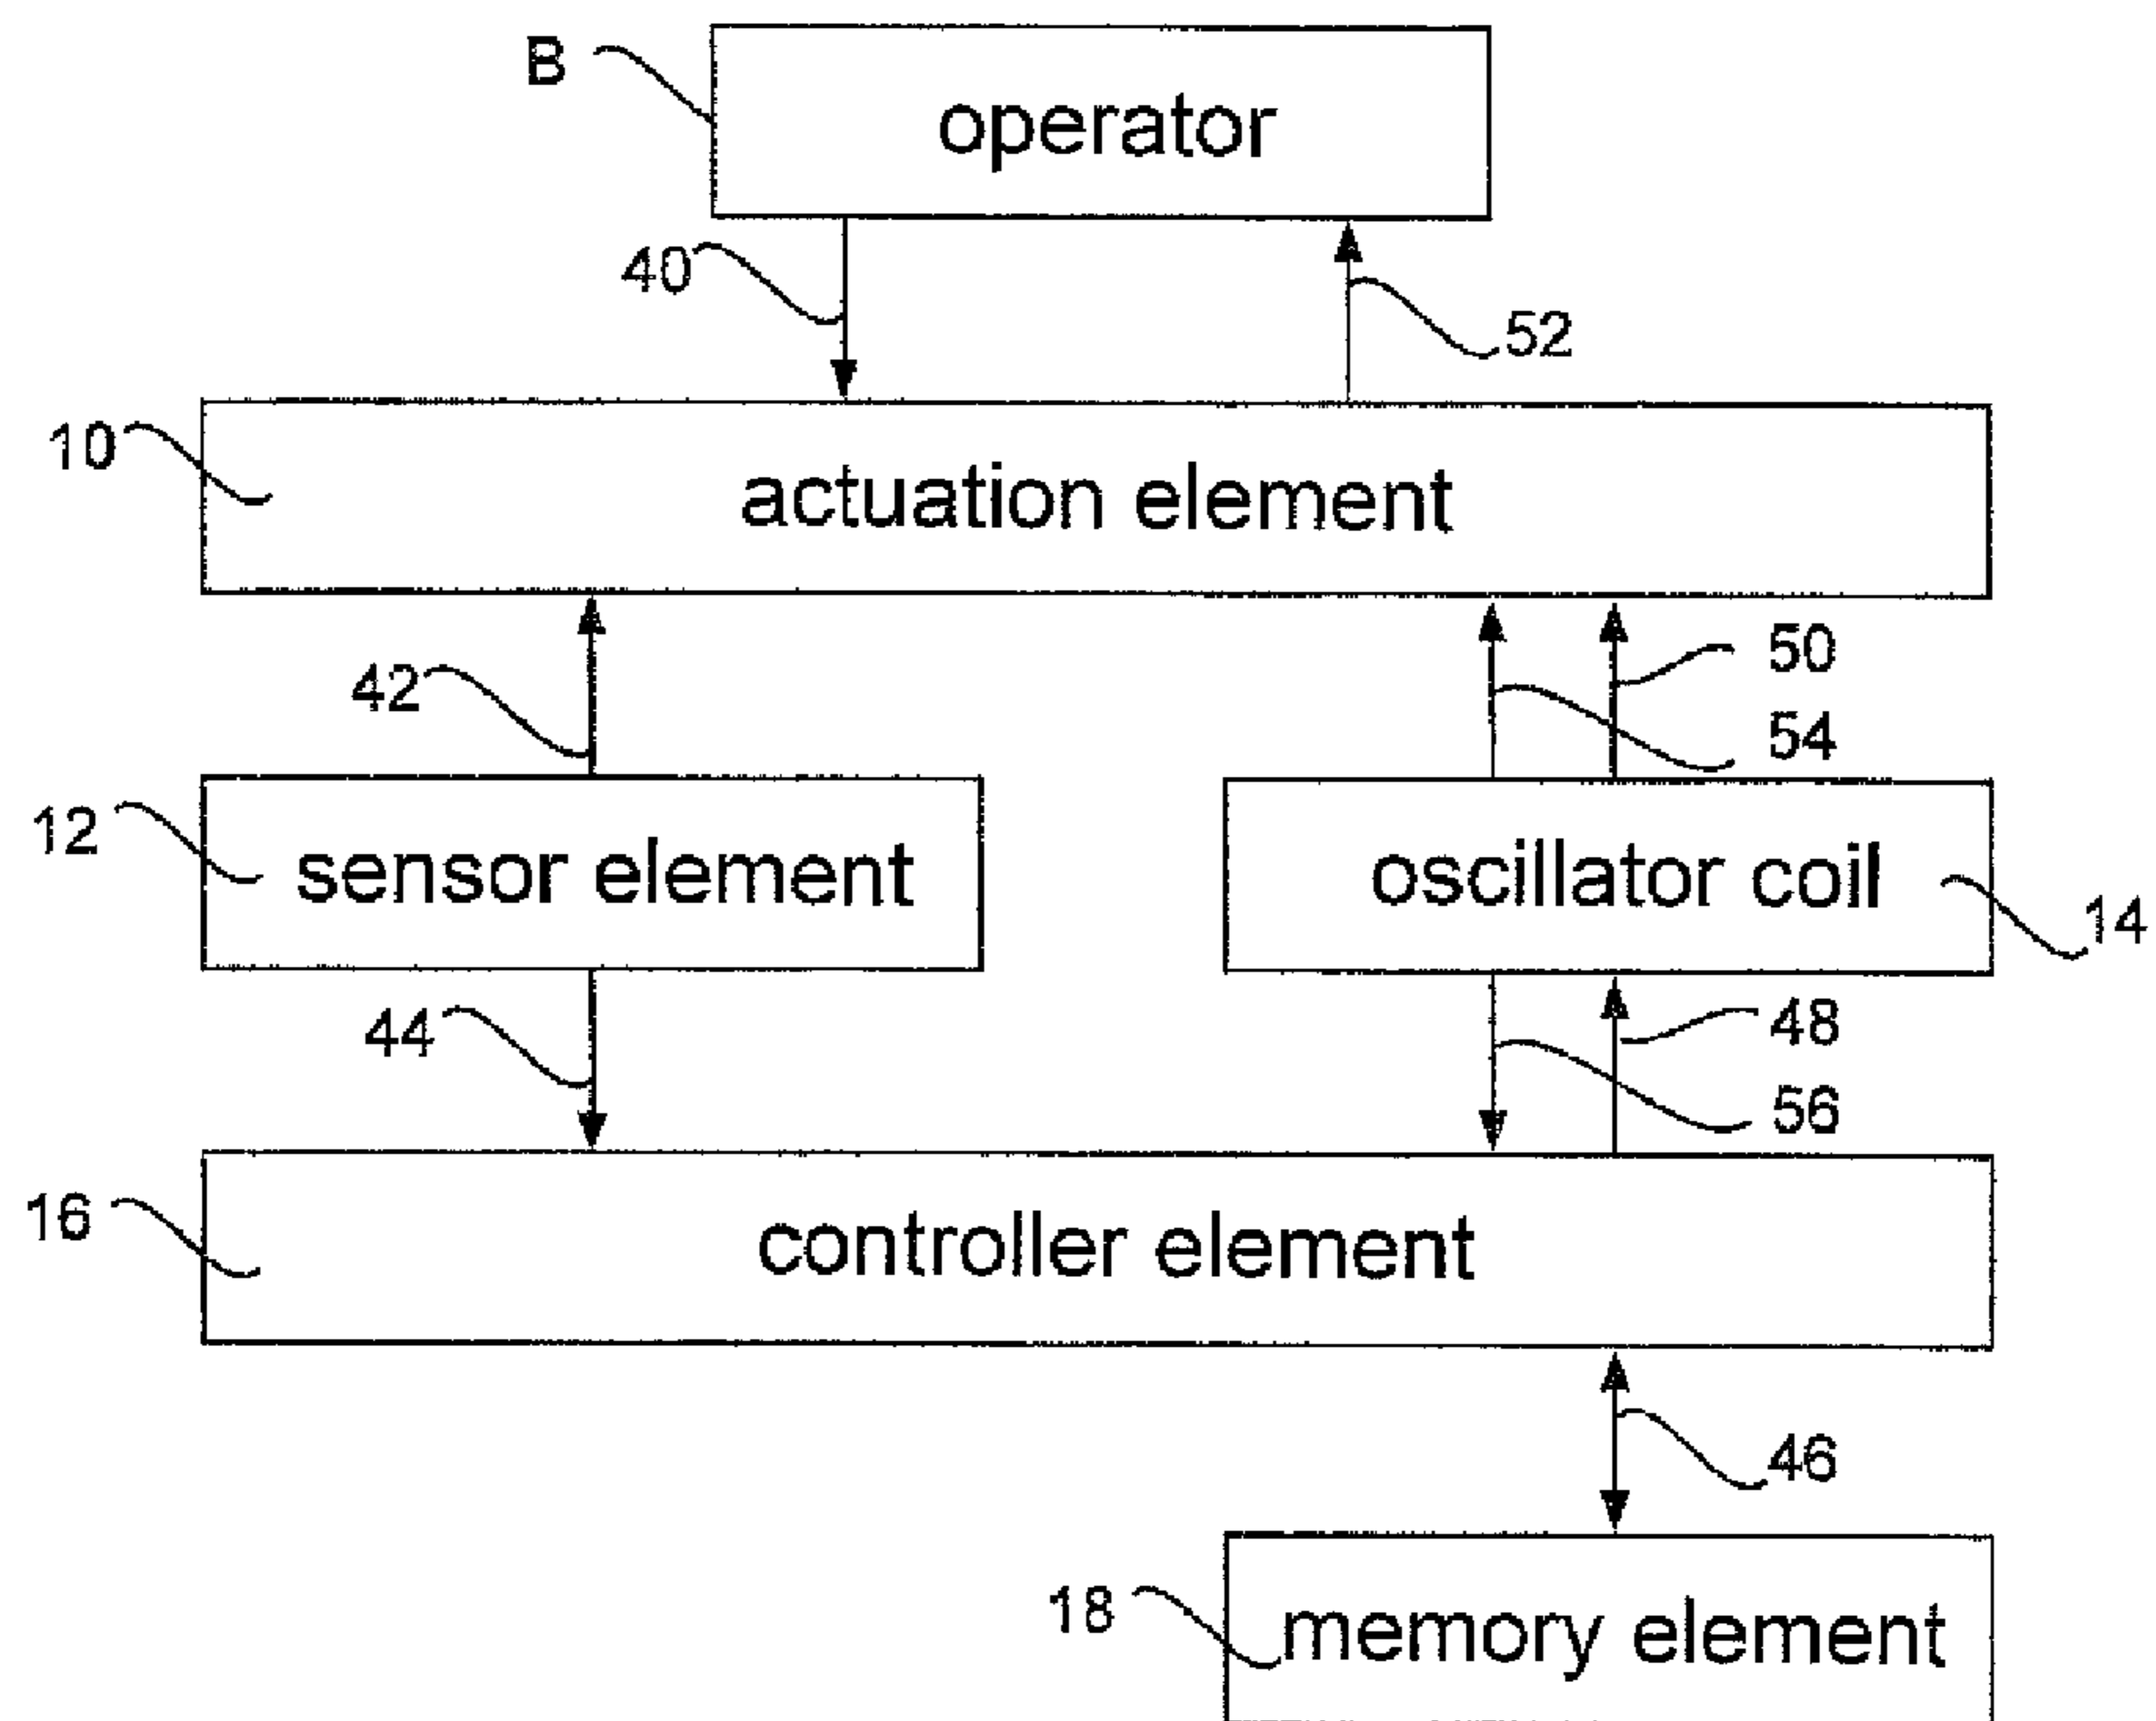 B
operator
40
52
10
actuation element
42
50
54
12
sensor element
oscillator coil
14
44
48
56
16
controller element
46
18
memory element